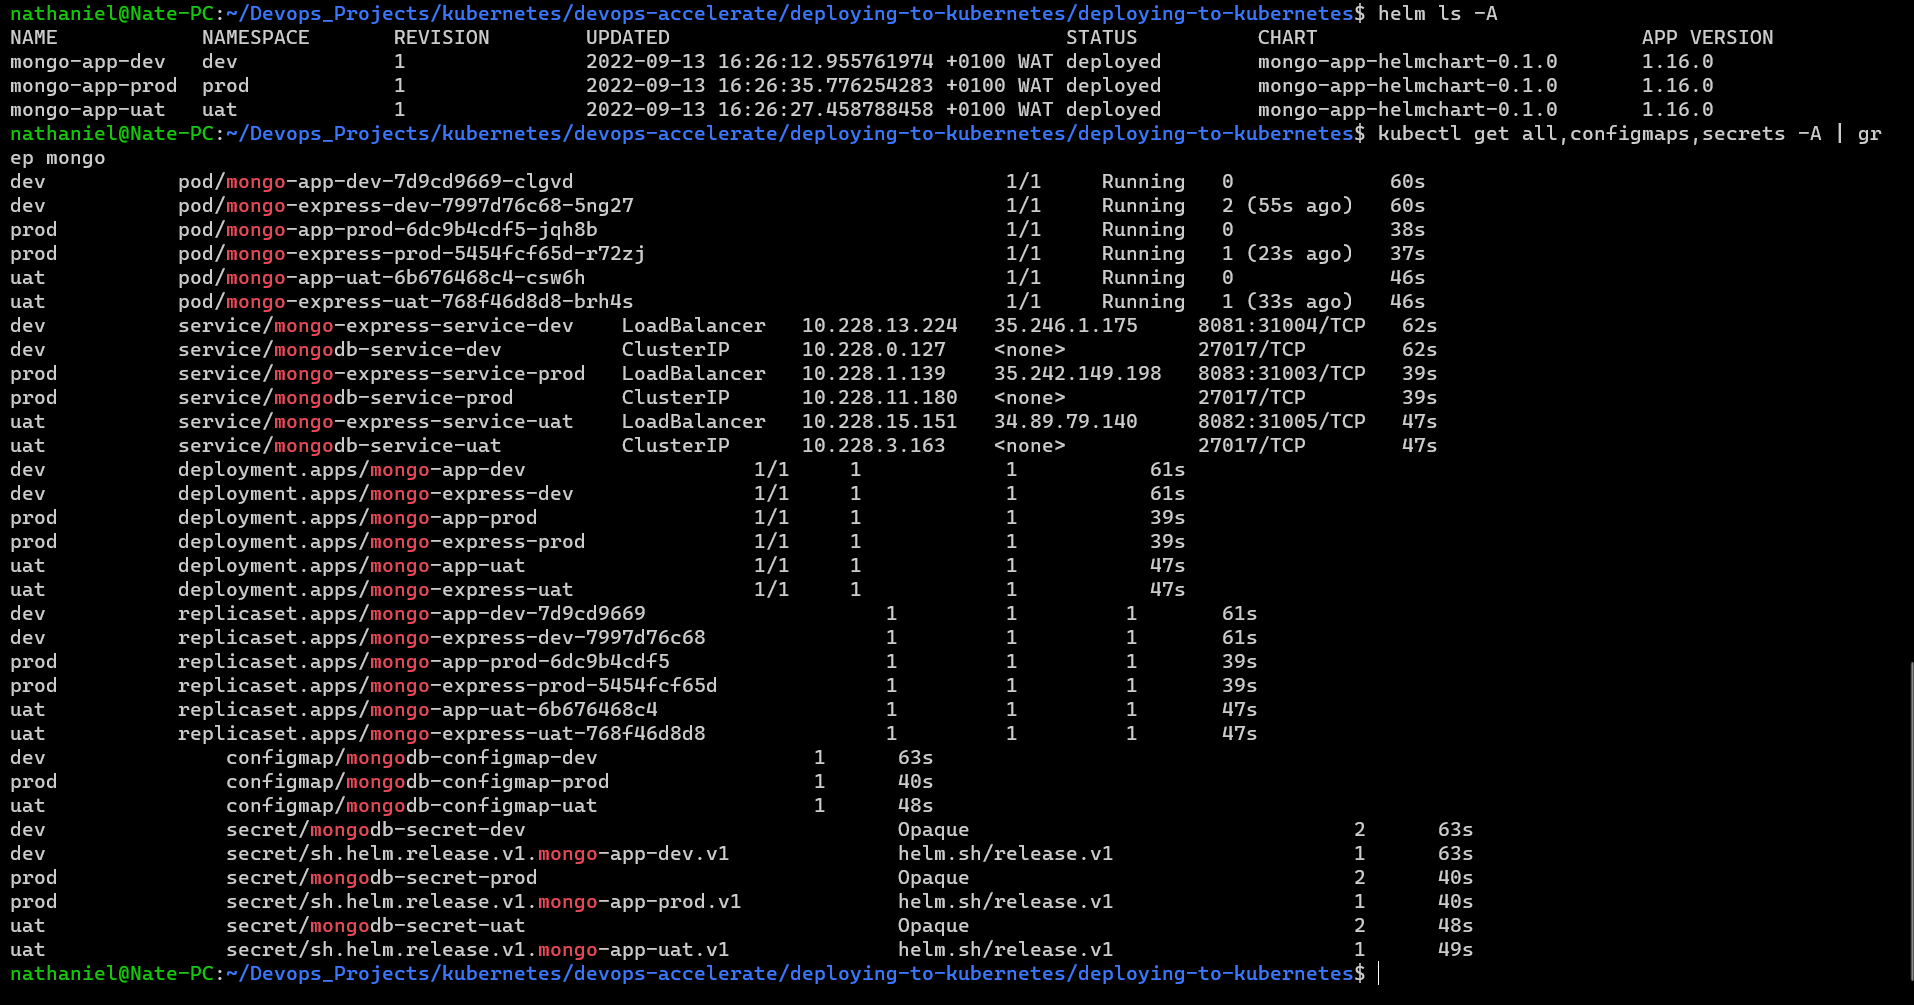 nathaniel@Nate-PC:~/Devops_Projects/kubernetes/devops-accelerate/deploying-to-kubernetes/deploying-to-kubernetes$ helm ls -A
NAME            NAMESPACE       REVISION        UPDATED                                 STATUS          CHART                           APP VERSION
mongo-app-dev   dev             1               2022-09-13 16:26:12.955761974 +0100 WAT deployed        mongo-app-helmchart-0.1.0       1.16.0
mongo-app-prod  prod            1               2022-09-13 16:26:35.776254283 +0100 WAT deployed        mongo-app-helmchart-0.1.0       1.16.0
mongo-app-uat   uat             1               2022-09-13 16:26:27.458788458 +0100 WAT deployed        mongo-app-helmchart-0.1.0       1.16.0
nathaniel@Nate-PC:~/Devops_Projects/kubernetes/devops-accelerate/deploying-to-kubernetes/deploying-to-kubernetes$ kubectl get all,configmaps,secrets -A | gr
ep mongo
dev           pod/mongo-app-dev-7d9cd9669-clgvd                                    1/1     Running   0             60s
dev           pod/mongo-express-dev-7997d76c68-5ng27                               1/1     Running   2 (55s ago)   60s
prod          pod/mongo-app-prod-6dc9b4cdf5-jqh8b                                  1/1     Running   0             38s
prod          pod/mongo-express-prod-5454fcf65d-r72zj                              1/1     Running   1 (23s ago)   37s
uat           pod/mongo-app-uat-6b676468c4-csw6h                                   1/1     Running   0             46s
uat           pod/mongo-express-uat-768f46d8d8-brh4s                               1/1     Running   1 (33s ago)   46s
dev           service/mongo-express-service-dev    LoadBalancer   10.228.13.224   35.246.1.175     8081:31004/TCP   62s
dev           service/mongodb-service-dev          ClusterIP      10.228.0.127    <none>           27017/TCP        62s
prod          service/mongo-express-service-prod   LoadBalancer   10.228.1.139    35.242.149.198   8083:31003/TCP   39s
prod          service/mongodb-service-prod         ClusterIP      10.228.11.180   <none>           27017/TCP        39s
uat           service/mongo-express-service-uat    LoadBalancer   10.228.15.151   34.89.79.140     8082:31005/TCP   47s
uat           service/mongodb-service-uat          ClusterIP      10.228.3.163    <none>           27017/TCP        47s
dev           deployment.apps/mongo-app-dev                   1/1     1            1           61s
dev           deployment.apps/mongo-express-dev               1/1     1            1           61s
prod          deployment.apps/mongo-app-prod                  1/1     1            1           39s
prod          deployment.apps/mongo-express-prod              1/1     1            1           39s
uat           deployment.apps/mongo-app-uat                   1/1     1            1           47s
uat           deployment.apps/mongo-express-uat               1/1     1            1           47s
dev           replicaset.apps/mongo-app-dev-7d9cd9669                    1         1         1       61s
dev           replicaset.apps/mongo-express-dev-7997d76c68               1         1         1       61s
prod          replicaset.apps/mongo-app-prod-6dc9b4cdf5                  1         1         1       39s
prod          replicaset.apps/mongo-express-prod-5454fcf65d              1         1         1       39s
uat           replicaset.apps/mongo-app-uat-6b676468c4                   1         1         1       47s
uat           replicaset.apps/mongo-express-uat-768f46d8d8               1         1         1       47s
dev               configmap/mongodb-configmap-dev                  1      63s
prod              configmap/mongodb-configmap-prod                 1      40s
uat               configmap/mongodb-configmap-uat                  1      48s
dev               secret/mongodb-secret-dev                               Opaque                                2      63s
dev               secret/sh.helm.release.v1.mongo-app-dev.v1              helm.sh/release.v1                    1      63s
prod              secret/mongodb-secret-prod                              Opaque                                2      40s
prod              secret/sh.helm.release.v1.mongo-app-prod.v1             helm.sh/release.v1                    1      40s
uat               secret/mongodb-secret-uat                               Opaque                                2      48s
uat               secret/sh.helm.release.v1.mongo-app-uat.v1              helm.sh/release.v1                    1      49s
nathaniel@Nate-PC:~/Devops_Projects/kubernetes/devops-accelerate/deploying-to-kubernetes/deploying-to-kubernetes$